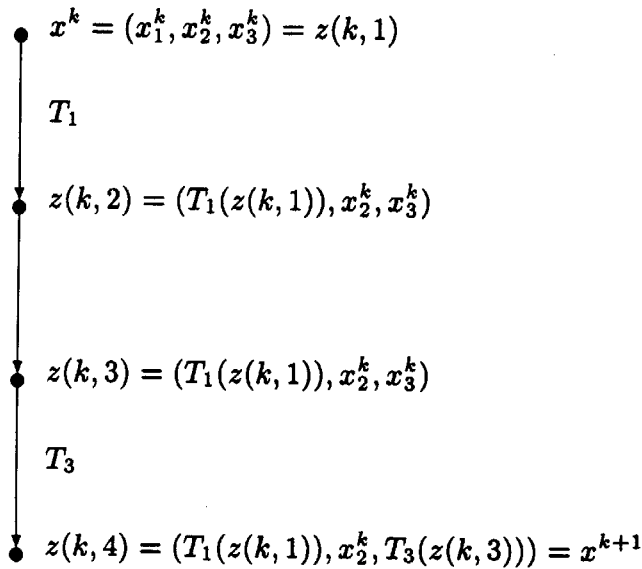 x^k = (x_1^k, x_2^k, x_3^k) = z(k, 1)
T_1
z(k, 2) = (T_1(z(k, 1)), x_2^k, x_3^k)
z(k, 3) = (T_1(z(k, 1)), x_2^k, x_3^k)
T_3
z(k, 4) = (T_1(z(k, 1)), x_2^k, T_3(z(k, 3))) = x^{k+1}